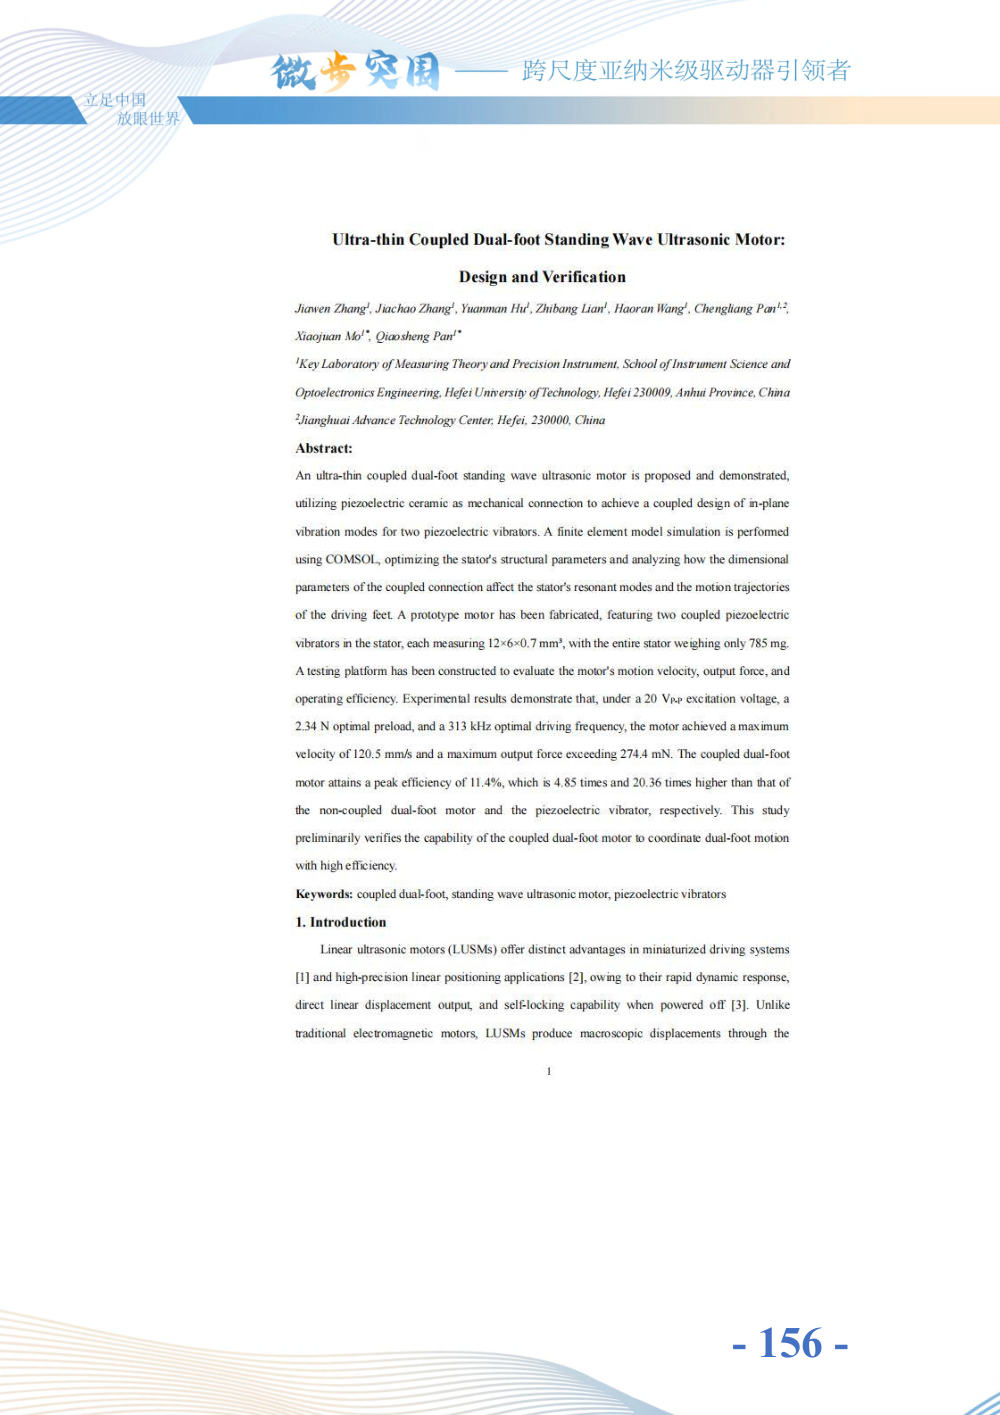 微步突围 —— 跨尺度亚纳米级驱动器引领者
立足中国
放眼世界
Ultra-thin Coupled Dual-foot Standing Wave Ultrasonic Motor:
Design and Verification
Jiawen Zhang¹, Jiachao Zhang¹, Yuanman Hu¹, Zhibang Lian¹, Haoran Wang¹, Chengliang Pan¹,²,
Xiaojuan Mo¹*, Qiaosheng Pan¹*
¹Key Laboratory of Measuring Theory and Precision Instrument, School of Instrument Science and
Optoelectronics Engineering, Hefei University of Technology, Hefei 230009, Anhui Province, China
²Jianghuai Advance Technology Center, Hefei, 230000, China
Abstract:
An ultra-thin coupled dual-foot standing wave ultrasonic motor is proposed and demonstrated,
utilizing piezoelectric ceramic as mechanical connection to achieve a coupled design of in-plane
vibration modes for two piezoelectric vibrators. A finite element model simulation is performed
using COMSOL, optimizing the stator's structural parameters and analyzing how the dimensional
parameters of the coupled connection affect the stator's resonant modes and the motion trajectories
of the driving feet. A prototype motor has been fabricated, featuring two coupled piezoelectric
vibrators in the stator, each measuring 12×6×0.7 mm³, with the entire stator weighing only 785 mg.
A testing platform has been constructed to evaluate the motor's motion velocity, output force, and
operating efficiency. Experimental results demonstrate that, under a 20 VP-P excitation voltage, a
2.34 N optimal preload, and a 313 kHz optimal driving frequency, the motor achieved a maximum
velocity of 120.5 mm/s and a maximum output force exceeding 274.4 mN. The coupled dual-foot
motor attains a peak efficiency of 11.4%, which is 4.85 times and 20.36 times higher than that of
the non-coupled dual-foot motor and the piezoelectric vibrator, respectively. This study
preliminarily verifies the capability of the coupled dual-foot motor to coordinate dual-foot motion
with high efficiency.
Keywords: coupled dual-foot, standing wave ultrasonic motor, piezoelectric vibrators
1. Introduction
Linear ultrasonic motors (LUSMs) offer distinct advantages in miniaturized driving systems
[1] and high-precision linear positioning applications [2], owing to their rapid dynamic response,
direct linear displacement output, and self-locking capability when powered off [3]. Unlike
traditional electromagnetic motors, LUSMs produce macroscopic displacements through the
1
- 156 -